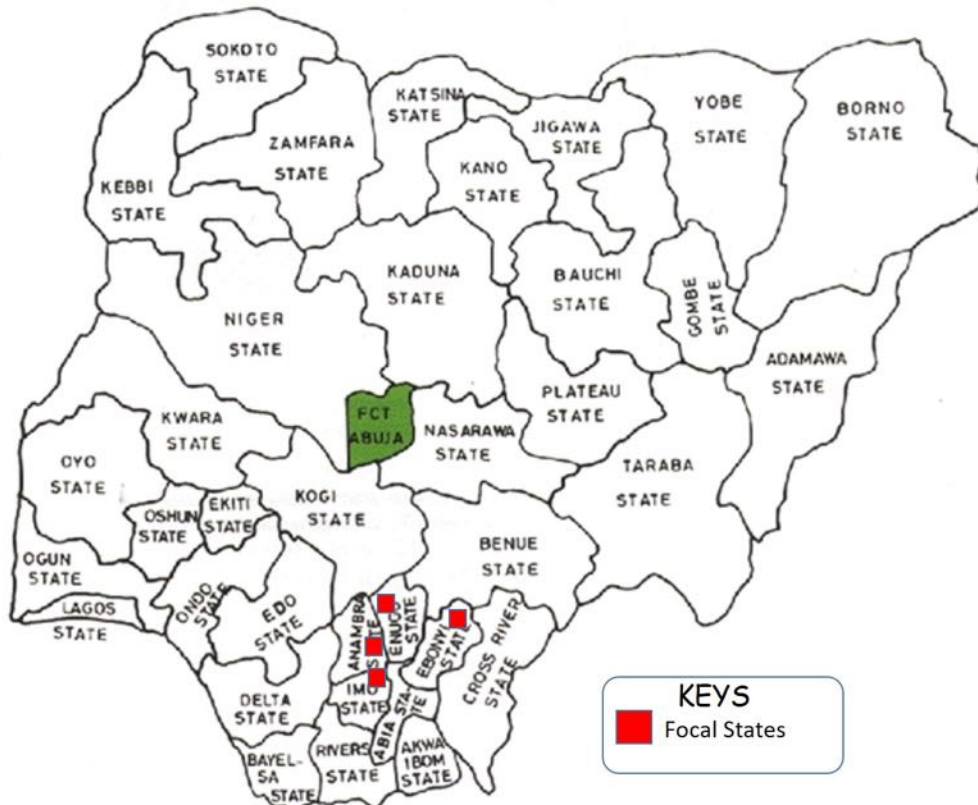 SOKOTO
STATE
KATSINA
STATE
JIGAWA
STATE
YOBE
STATE
BORNO
STATE
ZAMFARA
STATE
KANO
STATE
KEBBI
STATE
KADUNA
STATE
BAUCHI
STATE
GOMBE
STATE
NIGER
STATE
ADAMAWA
STATE
PLATEAU
STATE
FCT
ABUJA
NASARAWA
STATE
KWARA
STATE
TARABA
STATE
OYO
STATE
KOGI
STATE
OSHUN
STATE
EKITI
STATE
BENUE
STATE
OGUN
STATE
LAGOS
STATE
ONDO
STATE
EDO
STATE
ANAMBRA
ENUGU
STATE
EBONYI
STATE
CROSS RIVER
STATE
IMO
STATE
ABIA STA-
TE
DELTA
STATE
BAYEL-
SA
STATE
RIVERS
STATE
AKWA
IBOM
STATE
KEYS
Focal States